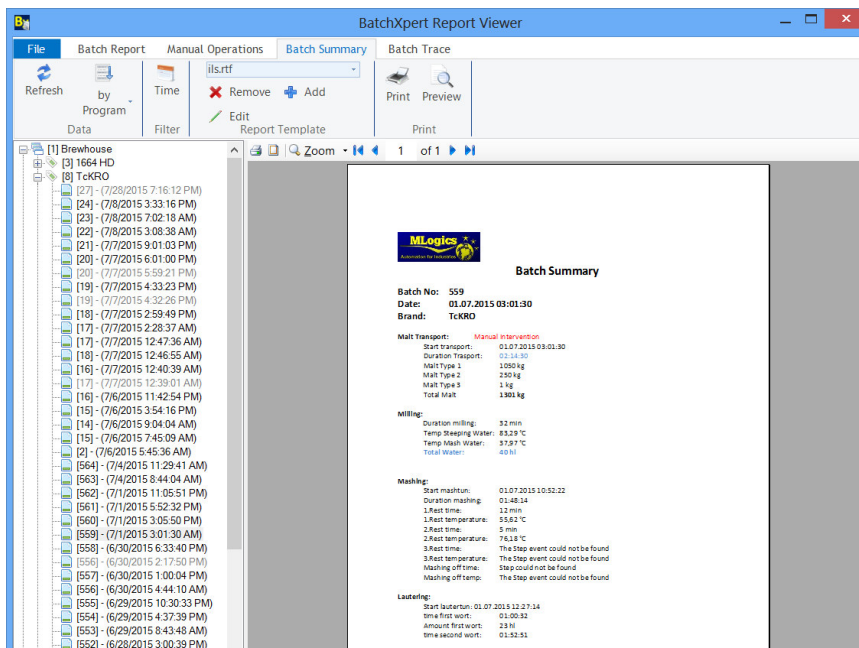 BatchXpert Report Viewer
File Batch Report Manual Operations Batch Summary Batch Trace
Refresh by Program Time ils.rtf Remove Add Edit Print Preview
Data Filter Report Template Print
[1] Brewhouse
[3] 1664 HD
[8] TcKRO
[27] - (7/28/2015 7:16:12 PM)
[24] - (7/8/2015 3:33:16 PM)
[23] - (7/8/2015 7:02:18 AM)
[22] - (7/8/2015 3:08:38 AM)
[21] - (7/7/2015 9:01:03 PM)
[20] - (7/7/2015 6:01:00 PM)
[20] - (7/7/2015 5:59:21 PM)
[19] - (7/7/2015 4:33:23 PM)
[19] - (7/7/2015 4:32:26 PM)
[18] - (7/7/2015 2:59:49 PM)
[17] - (7/7/2015 2:28:37 AM)
[17] - (7/7/2015 12:47:36 AM)
[18] - (7/7/2015 12:46:55 AM)
[16] - (7/7/2015 12:40:39 AM)
[17] - (7/7/2015 12:39:01 AM)
[16] - (7/6/2015 11:42:54 PM)
[15] - (7/6/2015 3:54:16 PM)
[14] - (7/6/2015 9:04:04 AM)
[15] - (7/6/2015 7:45:09 AM)
[2] - (7/6/2015 5:45:36 AM)
[564] - (7/4/2015 11:29:41 AM)
[563] - (7/4/2015 8:44:04 AM)
[562] - (7/1/2015 11:05:51 PM)
[561] - (7/1/2015 5:52:32 PM)
[560] - (7/1/2015 3:05:50 PM)
[559] - (7/1/2015 3:01:30 AM)
[558] - (6/30/2015 6:33:40 PM)
[556] - (6/30/2015 2:17:50 PM)
[557] - (6/30/2015 1:00:04 PM)
[556] - (6/30/2015 4:44:10 AM)
[555] - (6/29/2015 10:30:33 PM)
[554] - (6/29/2015 4:37:39 PM)
[553] - (6/29/2015 8:43:48 AM)
[552] - (6/28/2015 3:00:39 PM)
Zoom 1 of 1
MLogics
Automation for Industries
Batch Summary
Batch No: 559
Date: 01.07.2015 03:01:30
Brand: TcKRO
Malt Transport: Manual Intervention
Start transport: 01.07.2015 03:01:30
Duration Trasport: 02:14:30
Malt Type 1 1050 kg
Malt Type 2 250 kg
Malt Type 3 1 kg
Total Malt 1301 kg
Milling:
Duration milling: 32 min
Temp Steeping Water: 83,29 °C
Temp Mash Water: 37,97 °C
Total Water: 40 hl
Mashing:
Start mashtun: 01.07.2015 10:52:22
Duration mashing: 01:48:14
1.Rest time: 12 min
1.Rest temperature: 55,62 °C
2.Rest time: 5 min
2.Rest temperature: 76,18 °C
3.Rest time: The Step event could not be found
3.Rest temperature: The Step event could not be found
Mashing off time: Step could not be found
Mashing off temp: The Step event could not be found
Lautering:
Start lautertun: 01.07.2015 12:27:14
time first wort: 01:00:32
Amount first wort: 23 hl
time second wort: 01:52:51